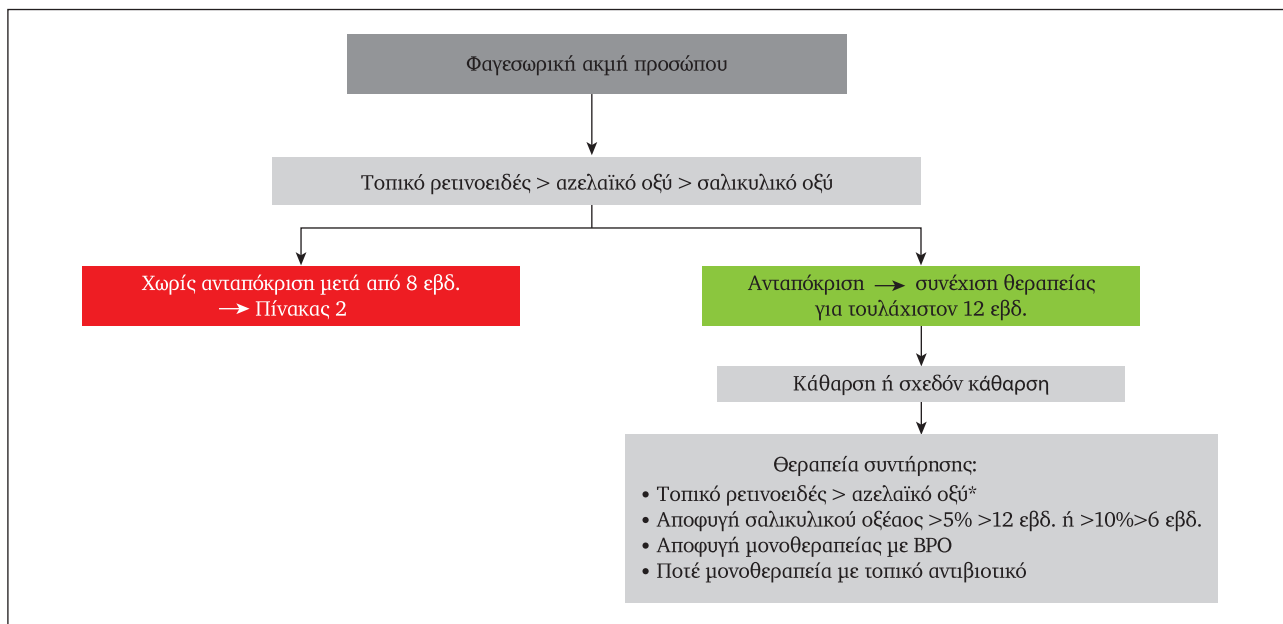 Φαγεσωρική ακμή προσώπου
Τοπικό ρετινοειδές > αζελαϊκό οξύ > σαλικυλικό οξύ
Χωρίς ανταπόκριση μετά από 8 εβδ.
→ Πίνακας 2
Ανταπόκριση → συνέχιση θεραπείας
για τουλάχιστον 12 εβδ.
Κάθαρση ή σχεδόν κάθαρση
Θεραπεία συντήρησης:
• Τοπικό ρετινοειδές > αζελαϊκό οξύ*
• Αποφυγή σαλικυλικού οξέαος >5% >12 εβδ. ή >10%>6 εβδ.
• Αποφυγή μονοθεραπείας με BPO
• Ποτέ μονοθεραπεία με τοπικό αντιβιοτικό